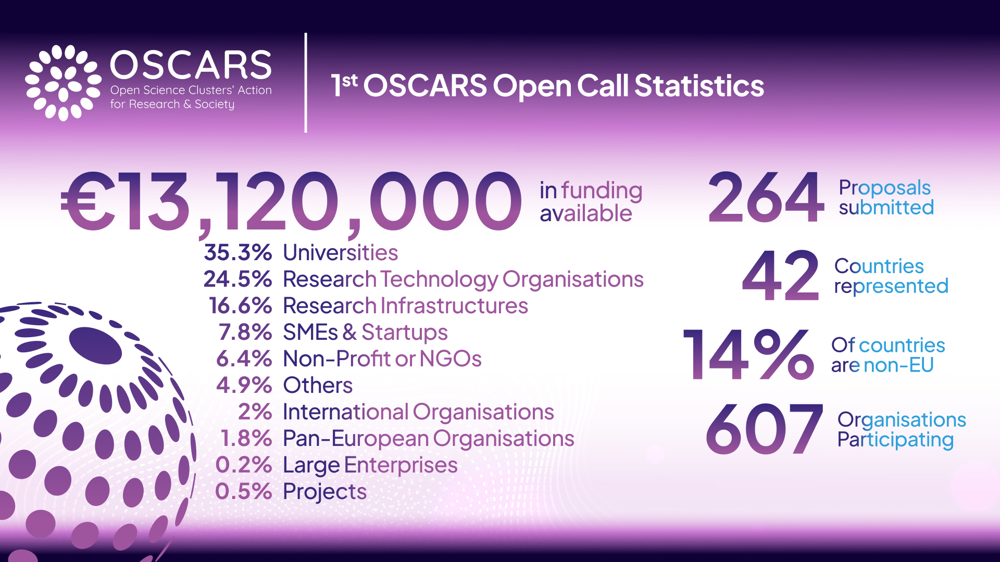 OSCARS
Open Science Clusters' Action
for Research & Society
1st OSCARS Open Call Statistics
€13,120,000
in funding
available
35.3% Universities
24.5% Research Technology Organisations
16.6% Research Infrastructures
7.8% SMEs & Startups
6.4% Non-Profit or NGOs
4.9% Others
2% International Organisations
1.8% Pan-European Organisations
0.2% Large Enterprises
0.5% Projects
264
Proposals
submitted
42
Countries
represented
14%
Of countries
are non-EU
607
Organisations
Participating